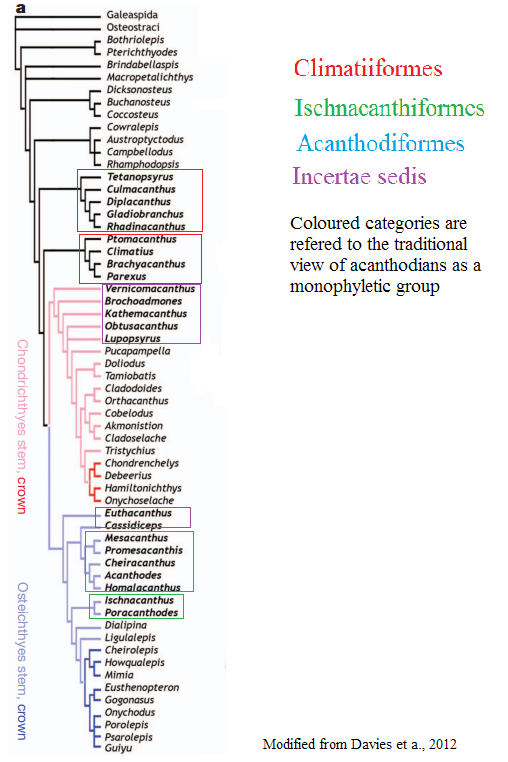 a
Galeaspida
Osteostraci
Bothriolepis
Pterichthyodes
Brindabellaspis
Macropetalichthys
Dicksonosteus
Buchanosteus
Coccosteus
Cowralepis
Austroptyctodus
Campbellodus
Rhamphodopsis
Tetanopsyrus
Culmacanthus
Diplacanthus
Gladiobranchus
Rhadinacanthus
Ptomacanthus
Climatius
Brachyacanthus
Parexus
Vernicomacanthus
Brochoadmones
Kathemacanthus
Obtusacanthus
Lupopsyrus
Pucapampella
Doliodus
Tamiobatis
Cladodoides
Orthacanthus
Cobelodus
Akmonistion
Cladoselache
Tristychius
Chondrenchelys
Debeerius
Hamiltonichthys
Onychoselache
Euthacanthus
Cassidiceps
Mesacanthus
Promesacanthis
Cheiracanthus
Acanthodes
Homalacanthus
Ischnacanthus
Poracanthodes
Dialipina
Ligulalepis
Cheirolepis
Howqualepis
Mimia
Eusthenopteron
Gogonasus
Onychodus
Porolepis
Psarolepis
Guiyu
Chondrichthyes stem, crown
Osteichthyes stem, crown
Climatiiformes
Ischnacanthiformes
Acanthodiformes
Incertae sedis
Coloured categories are
refered to the traditional
view of acanthodians as a
monophyletic group
Modified from Davies et a., 2012